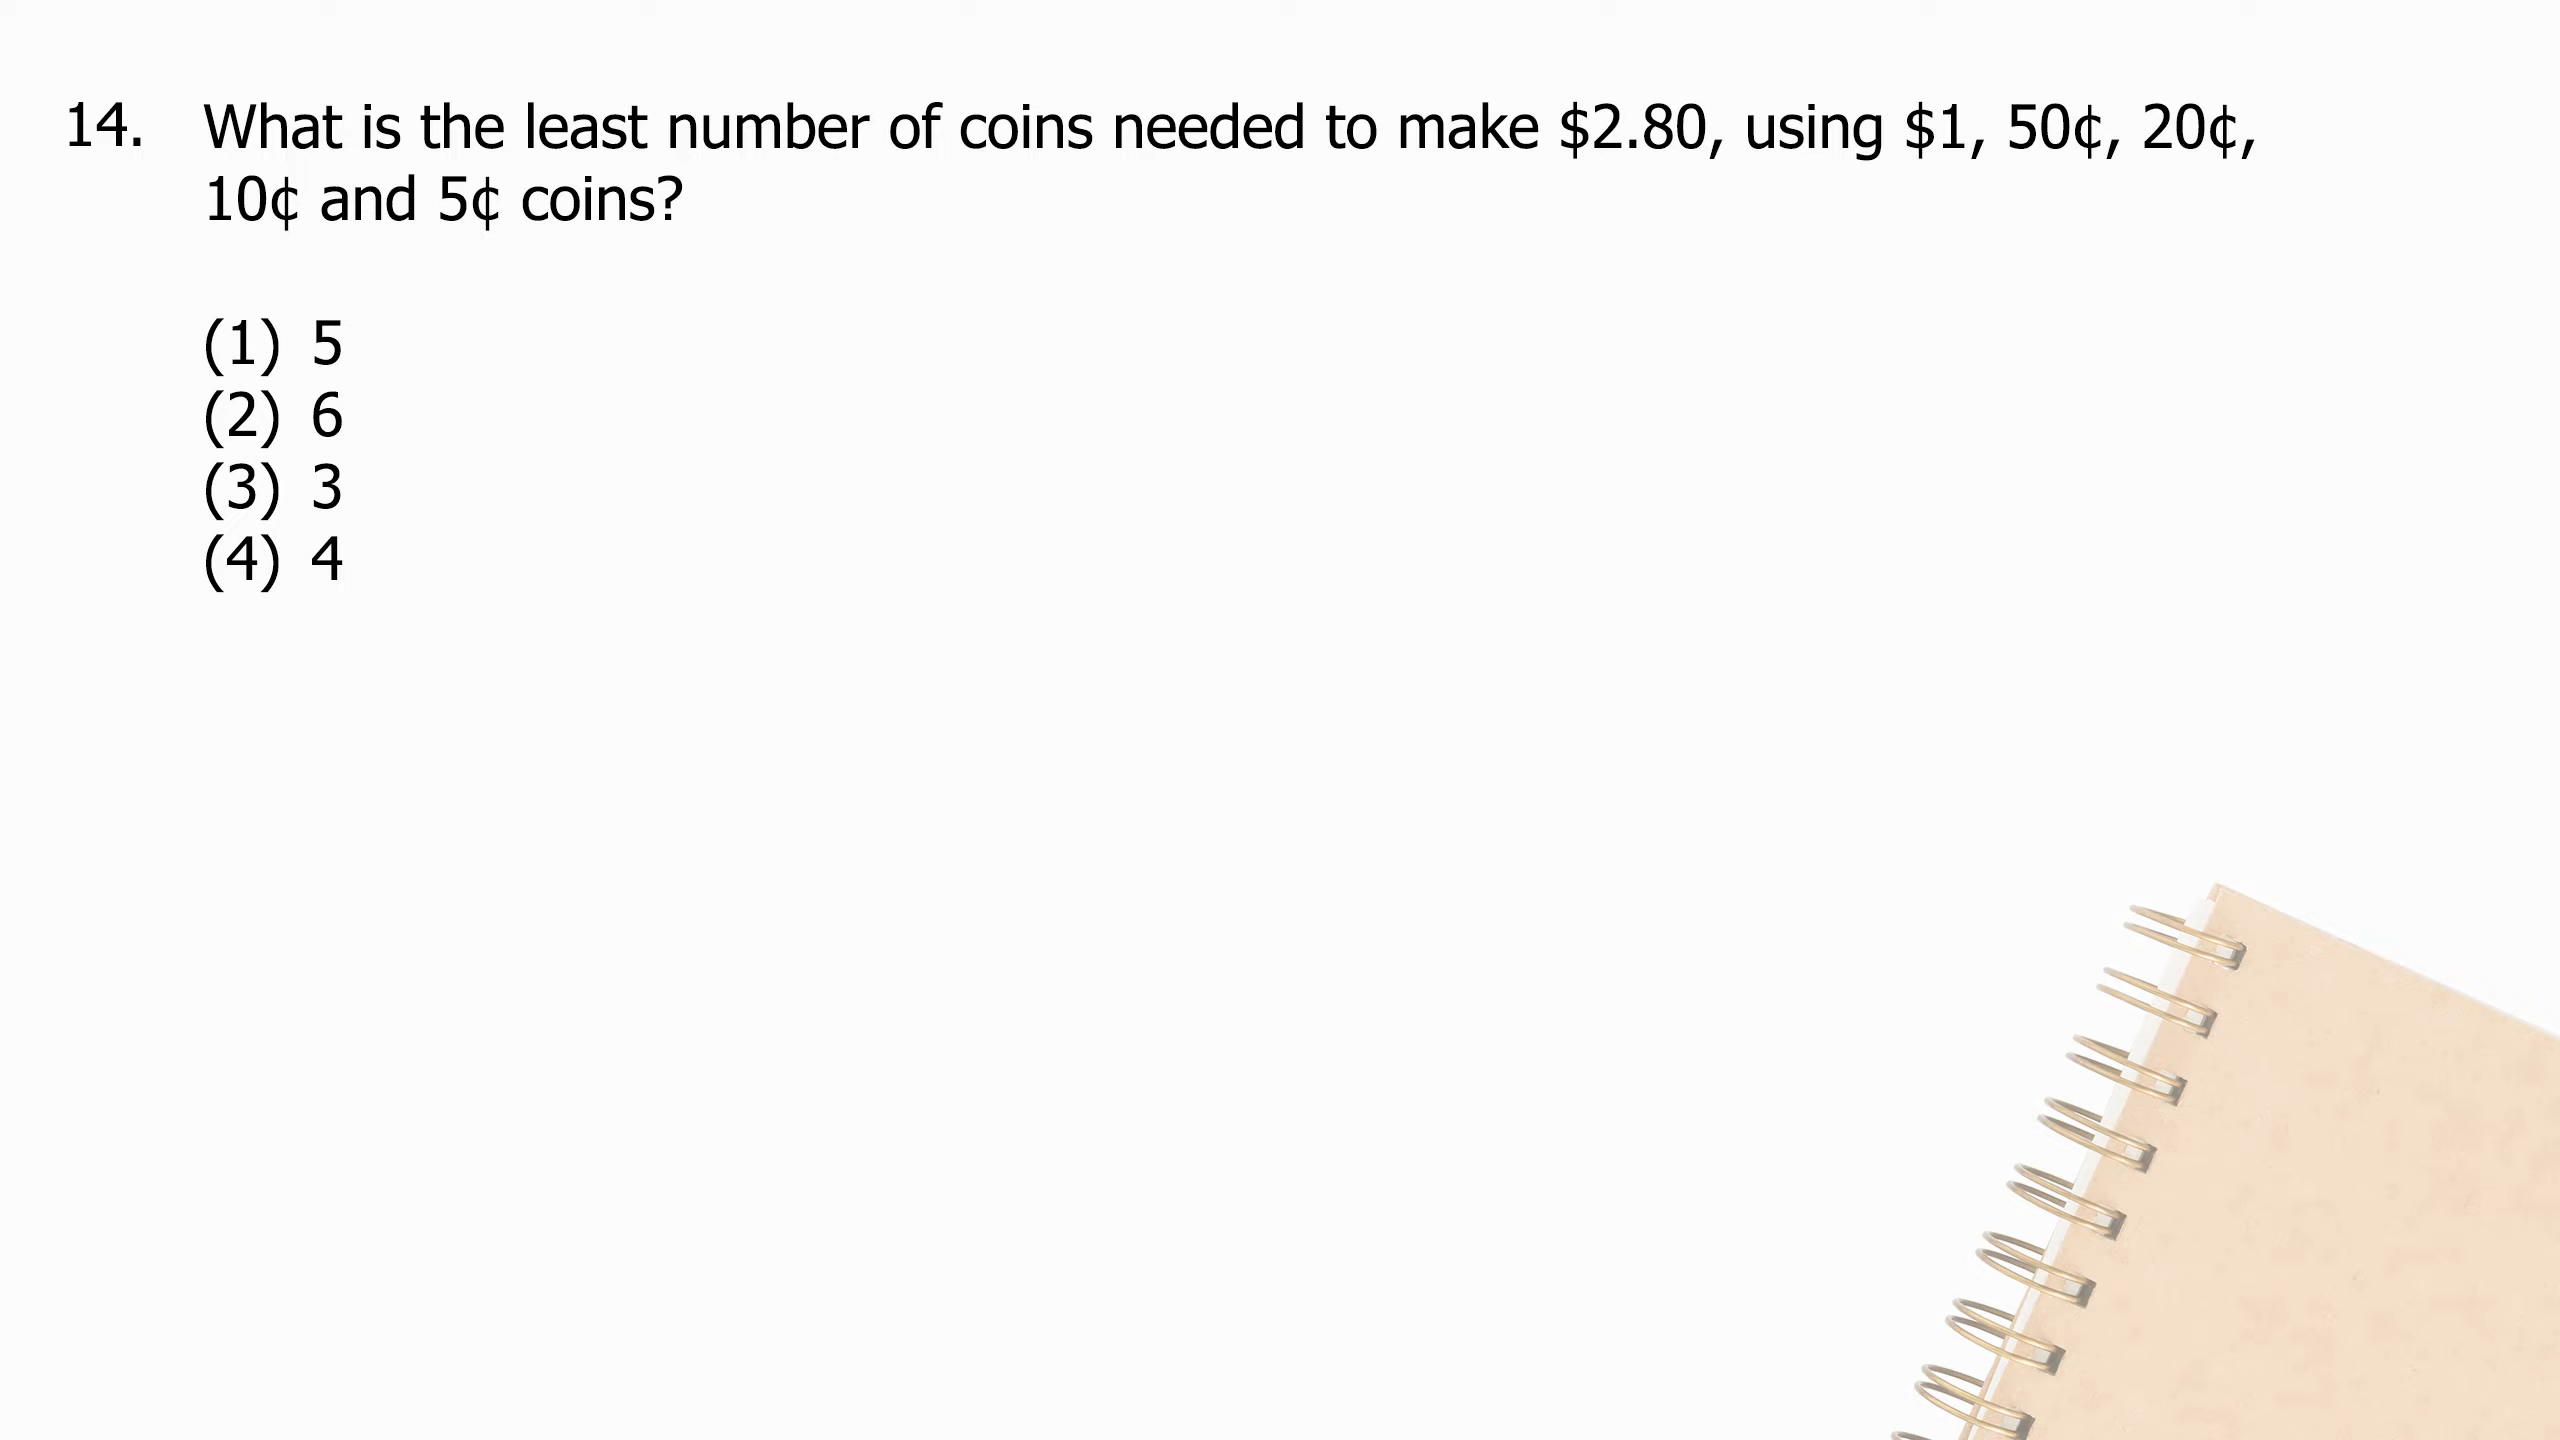 14. What is the least number of coins needed to make $2.80, using $1, 50¢, 20¢,
10¢ and 5¢ coins?
(1) 5
(2) 6
(3) 3
(4) 4